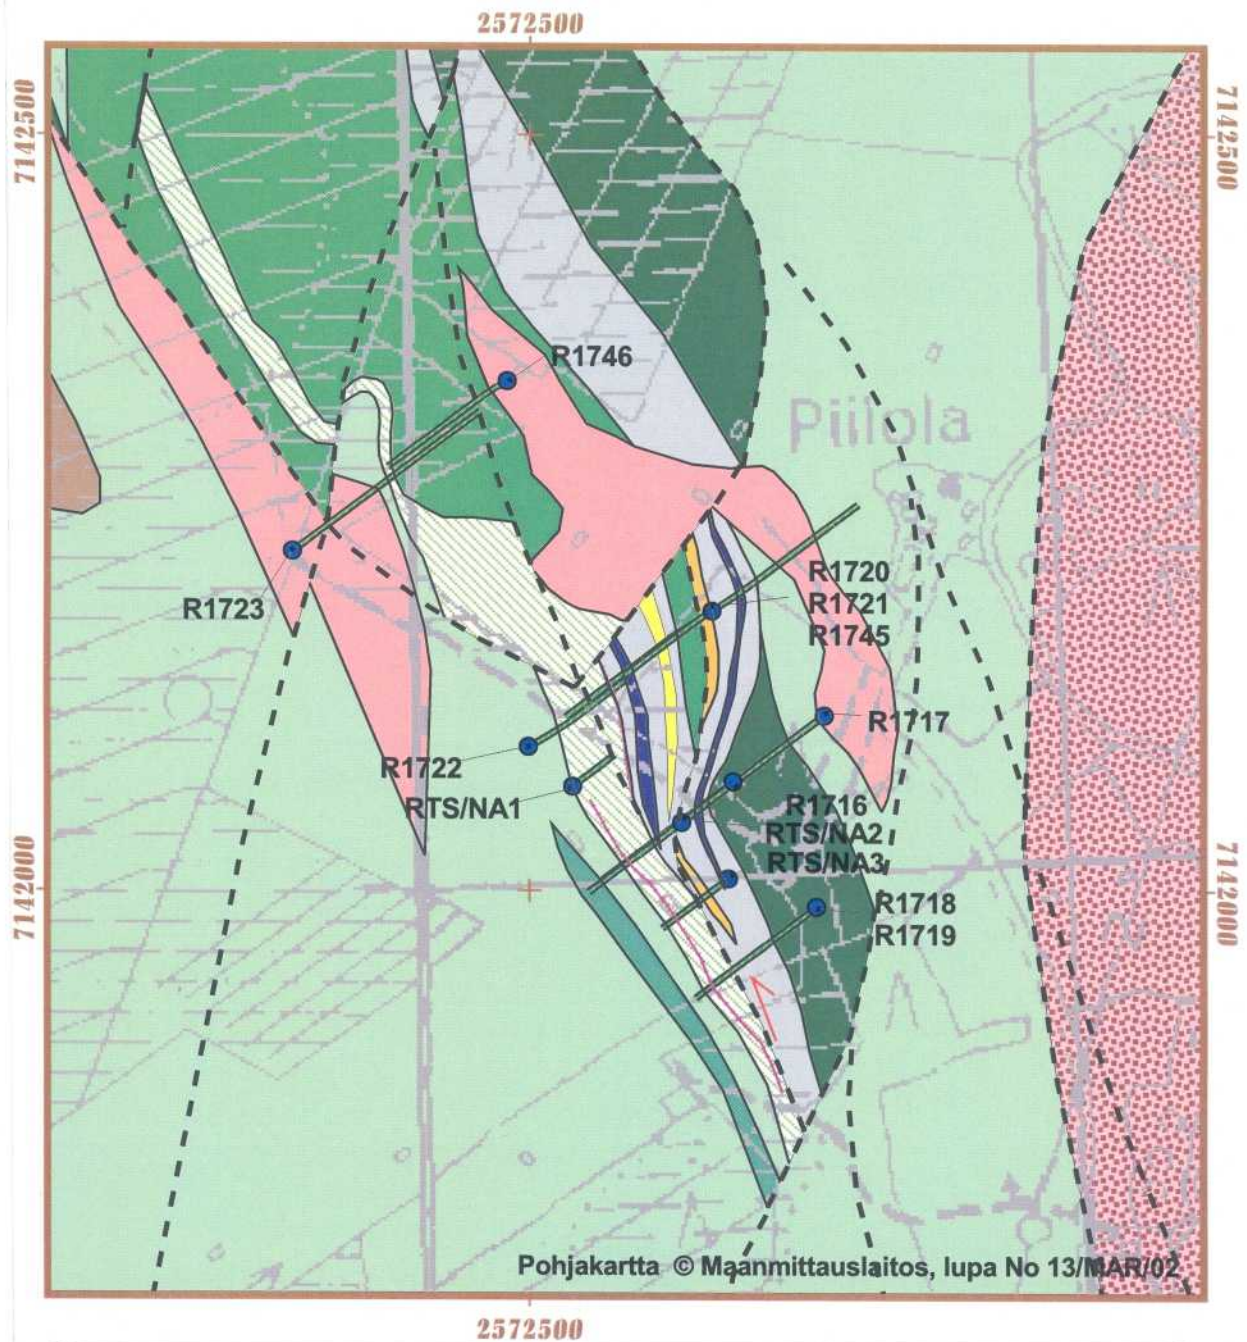 2572500
7142500
7142500
R1746
Piilola
R1720
R1723
R1721
R1745
R1717
R1722
RTS/NA1
R1716
RTS/NA2
RTS/NA3
7142000
7142000
R1718
R1719
Pohjakartta © Maanmittauslaitos, lupa No 13/MAR/02
2572500